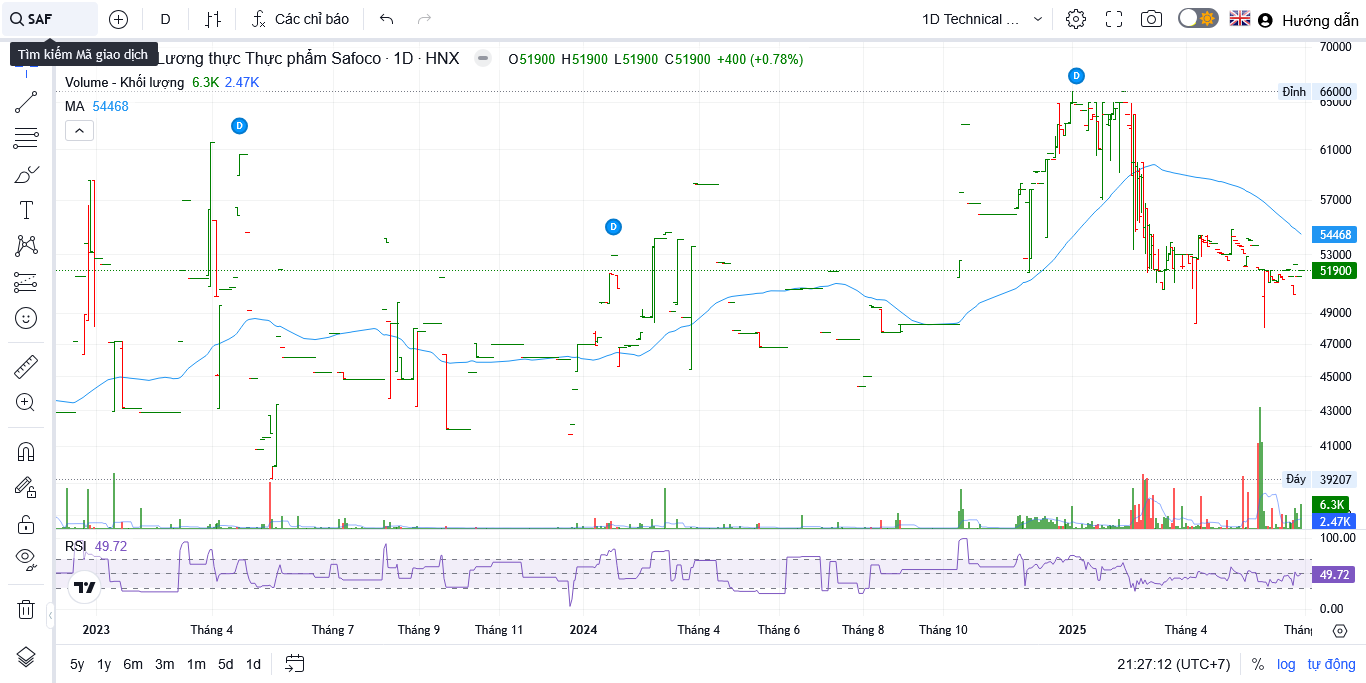 SAF
D
Các chỉ báo
1D Technical ...
Hướng dẫn
Tìm kiếm Mã giao dịch
Lương thực Thực phẩm Safoco · 1D · HNX
O51900 H51900 L51900 C51900 +400 (+0.78%)
Volume - Khối lượng 6.3K 2.47K
MA 54468
D
D
D
70000
Đỉnh 66000
65000
61000
57000
54468
53000
51900
49000
47000
45000
43000
41000
Đáy 39207
6.3K
2.47K
RSI 49.72
100.00
49.72
0.00
2023 Tháng 4 Tháng 7 Tháng 9 Tháng 11 2024 Tháng 4 Tháng 6 Tháng 8 Tháng 10 2025 Tháng 4 Tháng
5y 1y 6m 3m 1m 5d 1d
21:27:12 (UTC+7) % log tự động